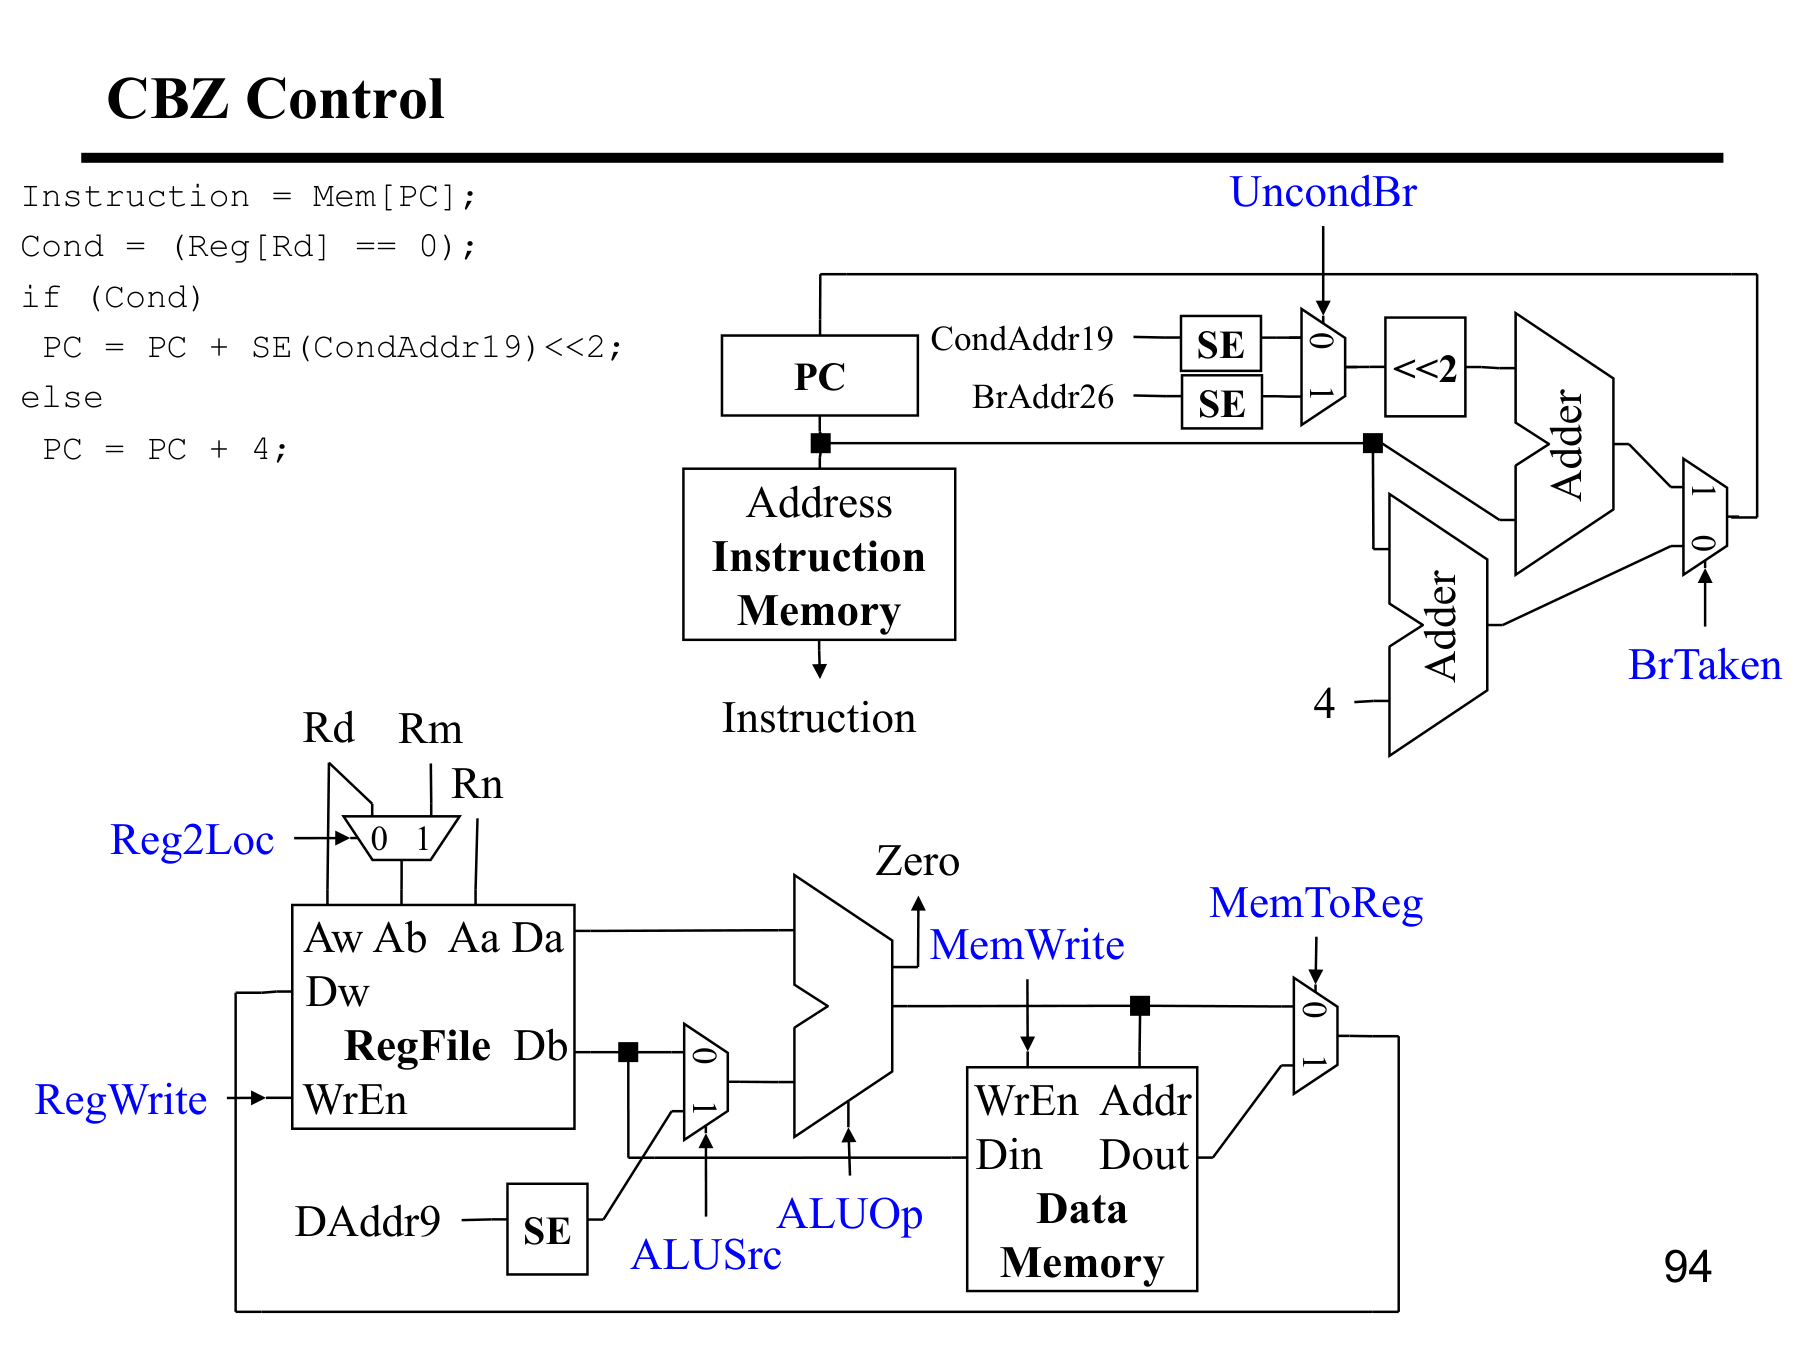 CBZ Control
Instruction = Mem[PC];
Cond = (Reg[Rd] == 0);
if (Cond)
 PC = PC + SE(CondAddr19)<<2;
else
 PC = PC + 4;
UncondBr
CondAddr19
SE
0
1
<<2
BrAddr26
SE
PC
Adder
1
0
BrTaken
Address
Instruction
Memory
Adder
4
Instruction
Rd
Rm
Rn
Reg2Loc
0 1
Zero
MemToReg
MemWrite
Aw Ab Aa Da
Dw
RegFile Db
RegWrite
WrEn
0
1
0
1
WrEn Addr
Din Dout
Data
Memory
DAddr9
SE
ALUOp
ALUSrc
94